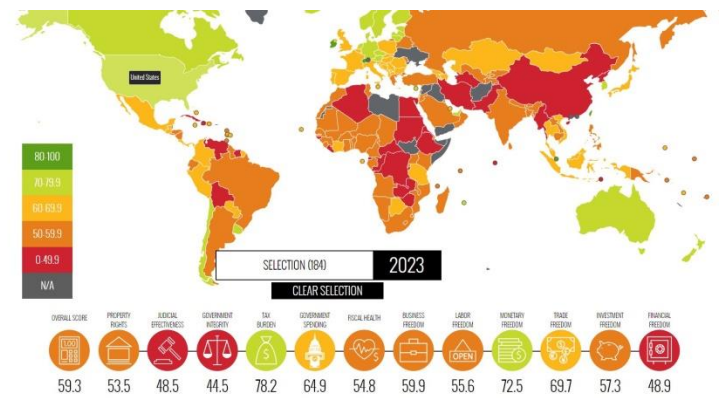 United States
80-100
70-79.9
60-69.9
50-59.9
0-49.9
N/A
SELECTION (184)
2023
CLEAR SELECTION
OVERALL SCORE
PROPERTY
RIGHTS
JUDICIAL
EFFECTIVENESS
GOVERNMENT
INTEGRITY
TAX
BURDEN
GOVERNMENT
SPENDING
FISCAL HEALTH
BUSINESS
FREEDOM
LABOR
FREEDOM
MONETARY
FREEDOM
TRADE
FREEDOM
INVESTMENT
FREEDOM
FINANCIAL
FREEDOM
$
$
OPEN
59.3
53.5
48.5
44.5
78.2
64.9
54.8
59.9
55.6
72.5
69.7
57.3
48.9